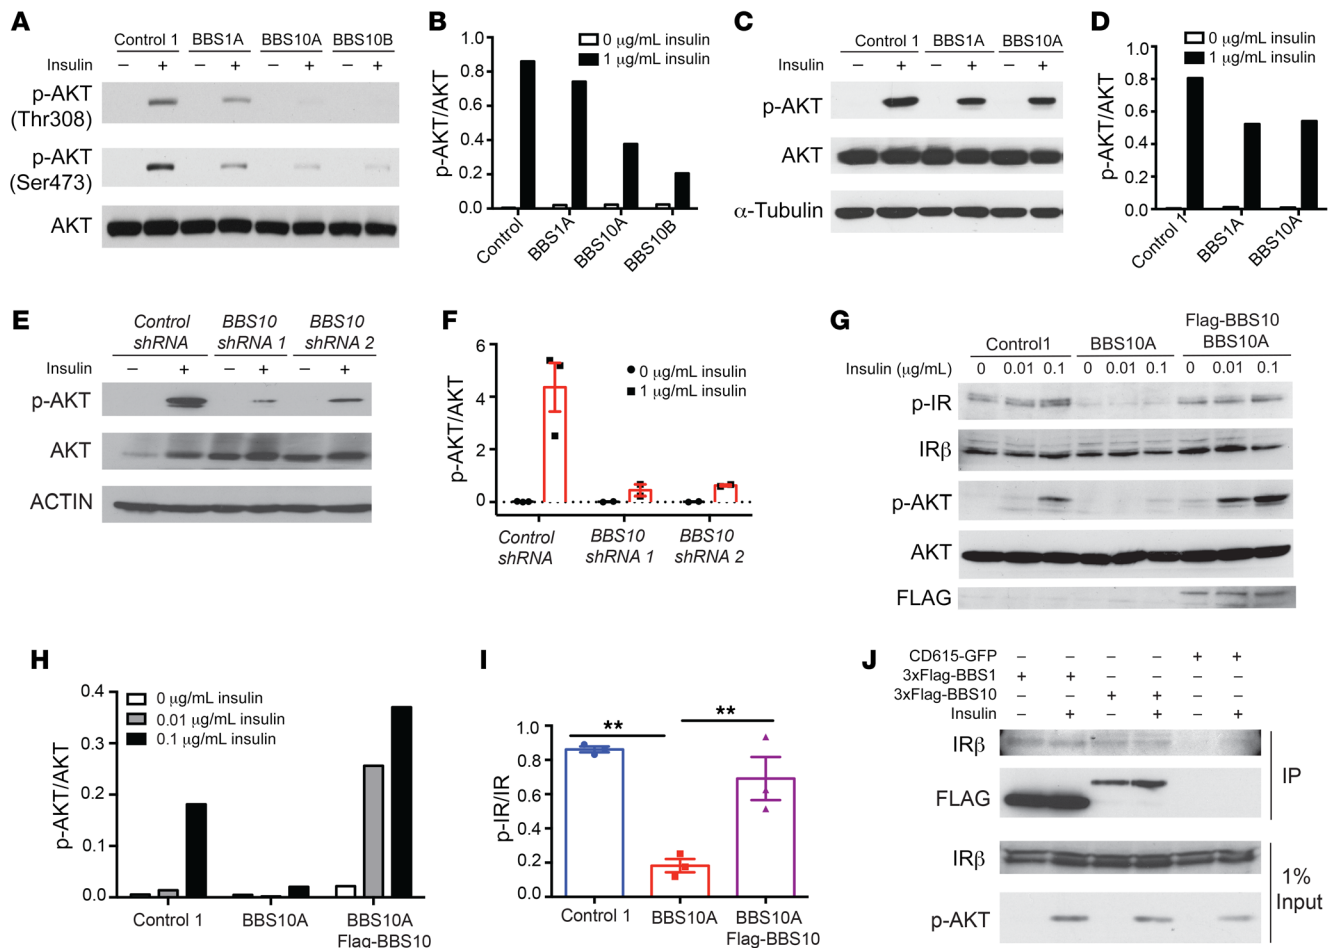 A
Control 1 BBS1A BBS10A BBS10B
Insulin – + – + – + – +
p-AKT
(Thr308)
p-AKT
(Ser473)
AKT
B
0 µg/mL insulin
1 µg/mL insulin
p-AKT/AKT
1.0
0.8
0.6
0.4
0.2
0.0
Control BBS1A BBS10A BBS10B
C
Control 1 BBS1A BBS10A
Insulin – + – + – +
p-AKT
AKT
α-Tubulin
D
0 µg/mL insulin
1 µg/mL insulin
p-AKT/AKT
1.0
0.8
0.6
0.4
0.2
0.0
Control 1 BBS1A BBS10A
E
Control BBS10 BBS10
shRNA shRNA 1 shRNA 2
Insulin – + – + – +
p-AKT
AKT
ACTIN
F
0 µg/mL insulin
1 µg/mL insulin
p-AKT/AKT
6
4
2
0
Control BBS10 BBS10
shRNA shRNA 1 shRNA 2
G
Flag-BBS10
Control1 BBS10A BBS10A
Insulin (µg/mL) 0 0.01 0.1 0 0.01 0.1 0 0.01 0.1
p-IR
IRβ
p-AKT
AKT
FLAG
H
0 µg/mL insulin
0.01 µg/mL insulin
0.1 µg/mL insulin
p-AKT/AKT
0.4
0.3
0.2
0.1
0.0
Control 1 BBS10A BBS10A
Flag-BBS10
I
** **
p-IR/IR
1.0
0.8
0.6
0.4
0.2
0.0
Control 1 BBS10A BBS10A
Flag-BBS10
J
CD615-GFP – – – – + +
3xFlag-BBS1 + + – – – –
3xFlag-BBS10 – – + + – –
Insulin – + – + – +
IRβ
FLAG
IP
IRβ
p-AKT
1%
Input